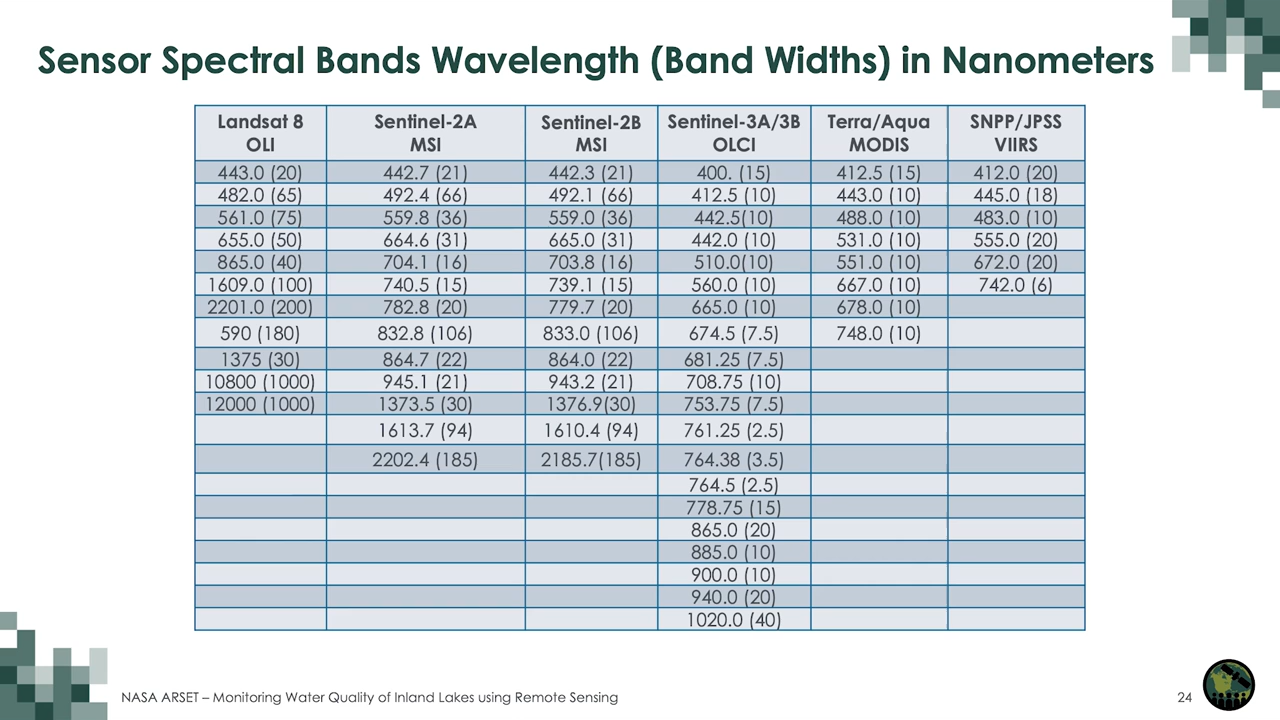 Sensor Spectral Bands Wavelength (Band Widths) in Nanometers
Landsat 8 OLI Sentinel-2A MSI Sentinel-2B MSI Sentinel-3A/3B OLCI Terra/Aqua MODIS SNPP/JPSS VIIRS
443.0 (20) 442.7 (21) 442.3 (21) 400. (15) 412.5 (15) 412.0 (20)
482.0 (65) 492.4 (66) 492.1 (66) 412.5 (10) 443.0 (10) 445.0 (18)
561.0 (75) 559.8 (36) 559.0 (36) 442.5(10) 488.0 (10) 483.0 (10)
655.0 (50) 664.6 (31) 665.0 (31) 442.0 (10) 531.0 (10) 555.0 (20)
865.0 (40) 704.1 (16) 703.8 (16) 510.0(10) 551.0 (10) 672.0 (20)
1609.0 (100) 740.5 (15) 739.1 (15) 560.0 (10) 667.0 (10) 742.0 (6)
2201.0 (200) 782.8 (20) 779.7 (20) 665.0 (10) 678.0 (10)
590 (180) 832.8 (106) 833.0 (106) 674.5 (7.5) 748.0 (10)
1375 (30) 864.7 (22) 864.0 (22) 681.25 (7.5)
10800 (1000) 945.1 (21) 943.2 (21) 708.75 (10)
12000 (1000) 1373.5 (30) 1376.9(30) 753.75 (7.5)
1613.7 (94) 1610.4 (94) 761.25 (2.5)
2202.4 (185) 2185.7(185) 764.38 (3.5)
764.5 (2.5)
778.75 (15)
865.0 (20)
885.0 (10)
900.0 (10)
940.0 (20)
1020.0 (40)
NASA ARSET – Monitoring Water Quality of Inland Lakes using Remote Sensing 24